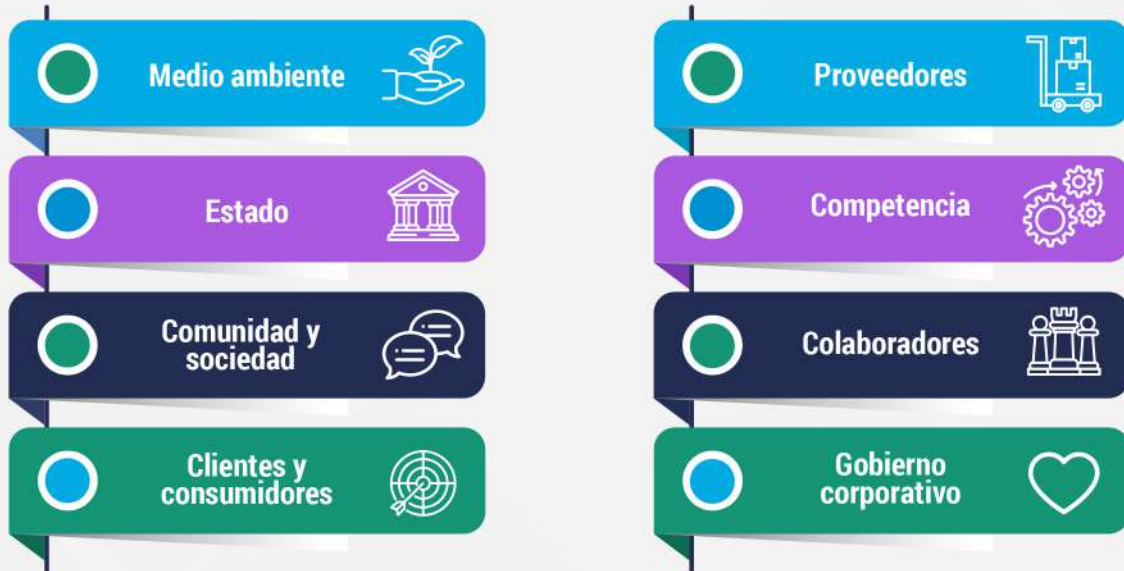 Medio ambiente
Estado
Comunidad y
sociedad
Clientes y
consumidores
Proveedores
Competencia
Colaboradores
Gobierno
corporativo